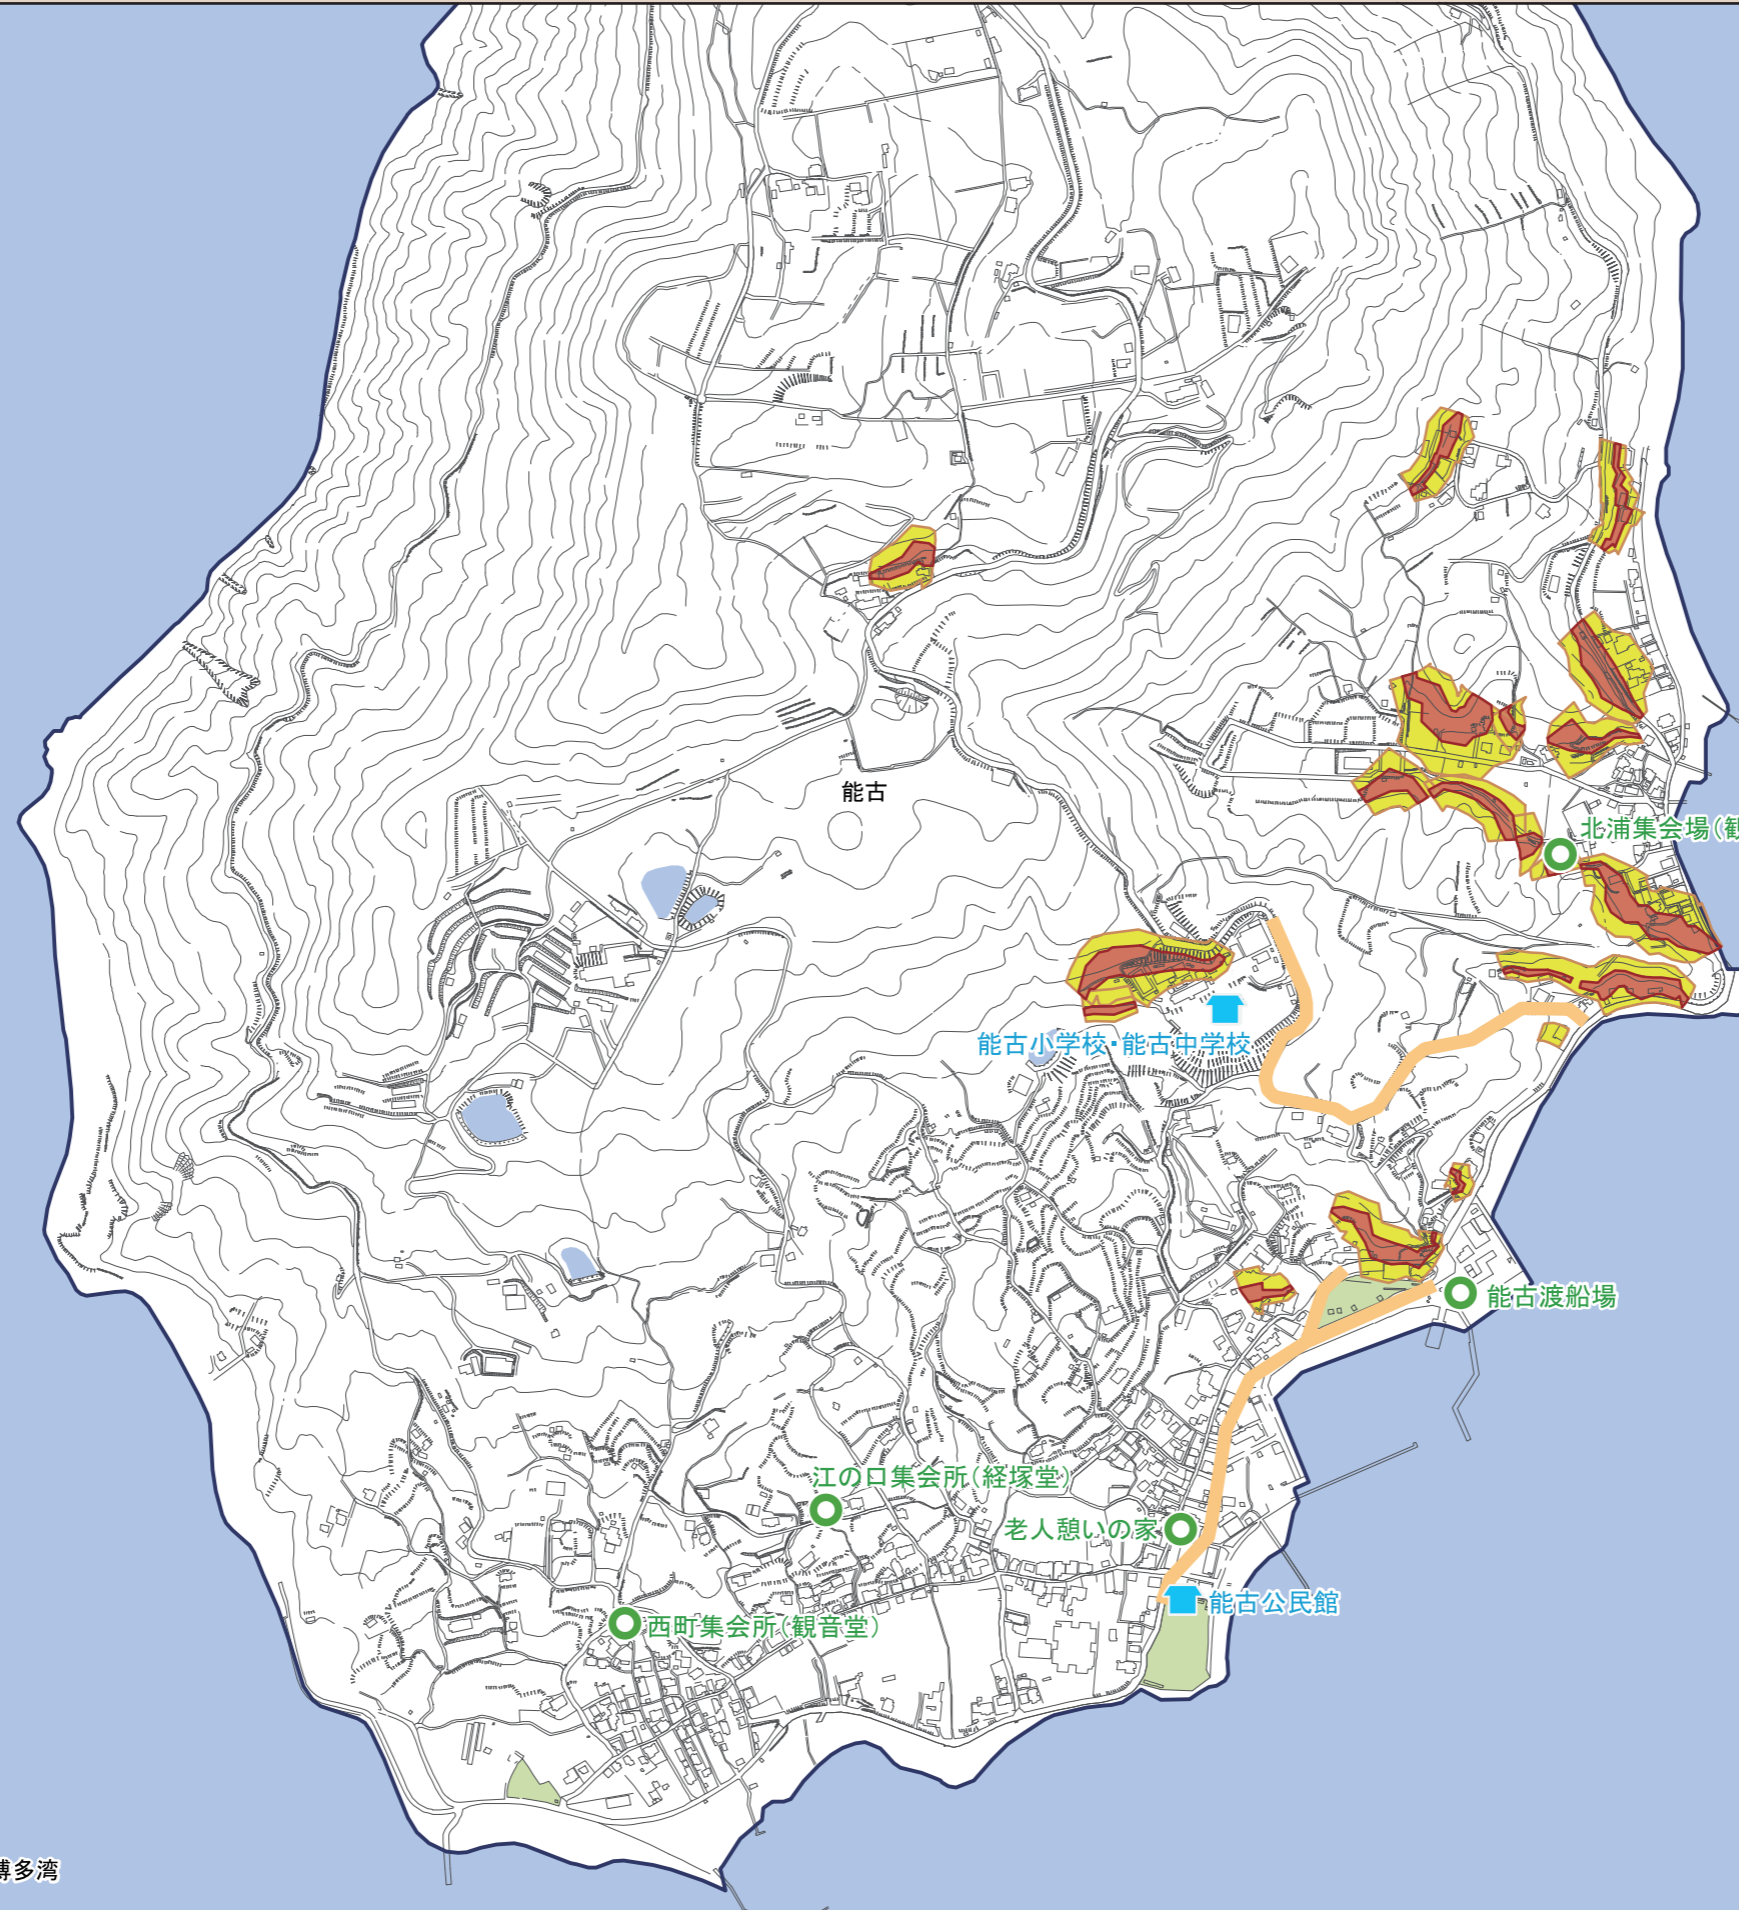 能古
北浦集会場(観
能古小学校・能古中学校
能古渡船場
江の口集会所(経塚堂)
老人憩いの家
能古公民館
西町集会所(観音堂)
博多湾